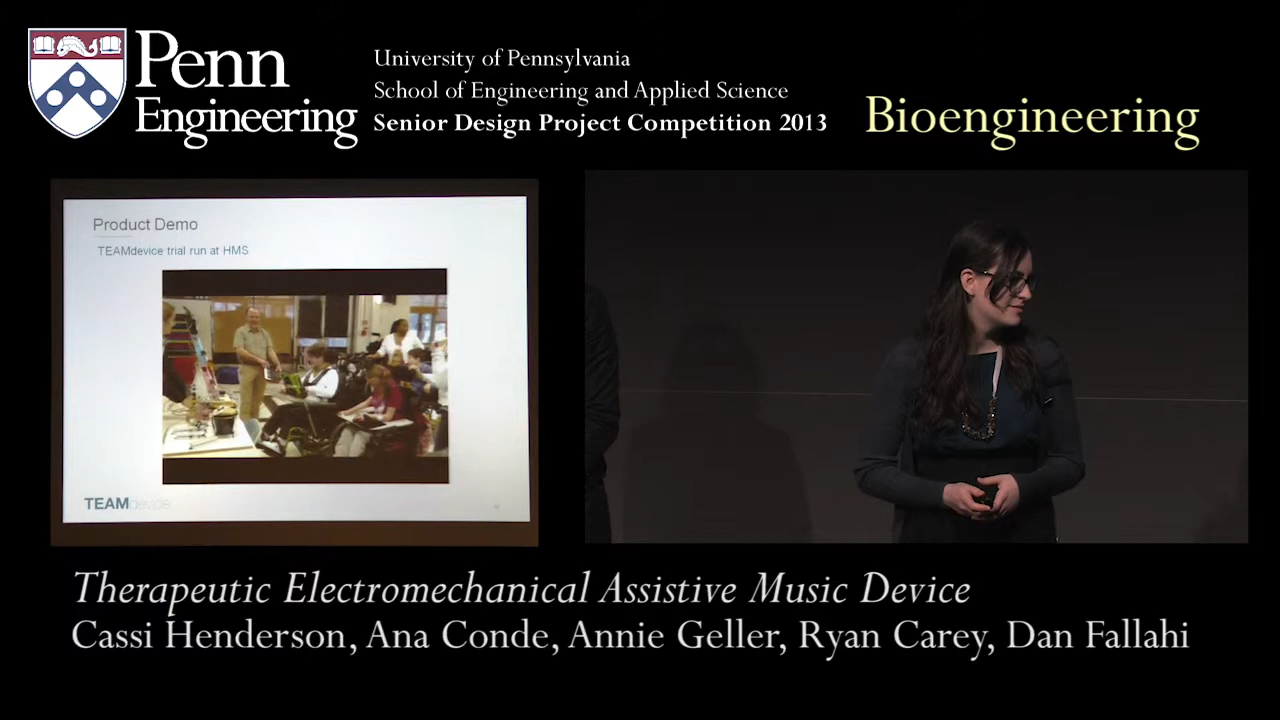 Penn
Engineering
University of Pennsylvania
School of Engineering and Applied Science
Senior Design Project Competition 2013
Bioengineering
Product Demo
TEAMdevice trial run at HMS
TEAMdevice
Therapeutic Electromechanical Assistive Music Device
Cassi Henderson, Ana Conde, Annie Geller, Ryan Carey, Dan Fallahi